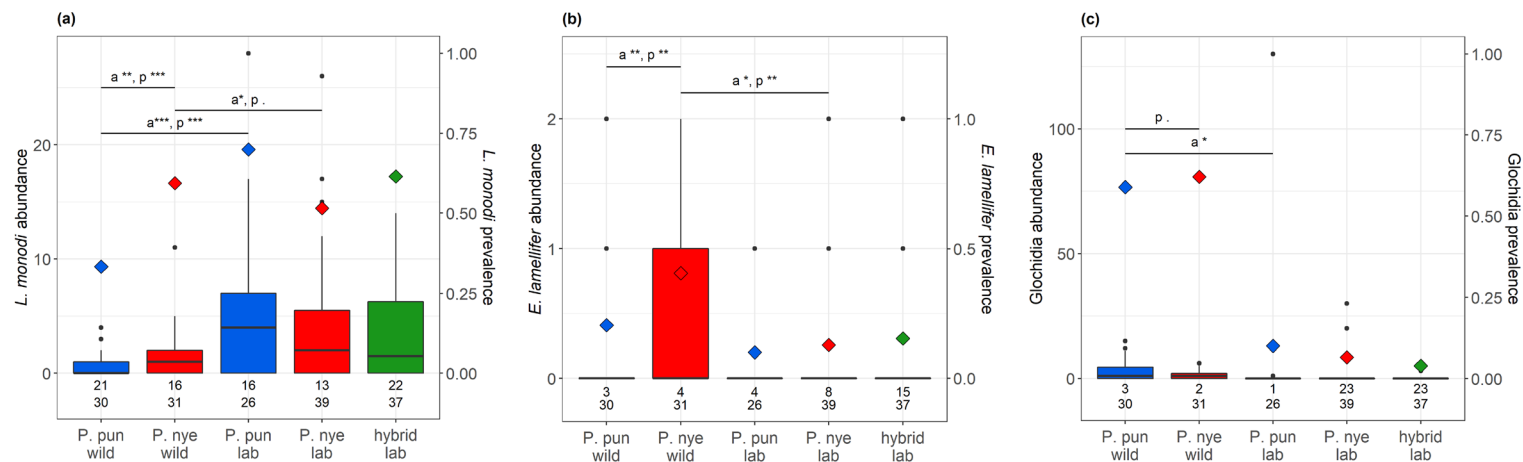 (a)
L. monodi abundance
20
10
0
a **, p ***
a*, p .
a***, p ***
1.00
0.75
0.50
0.25
0.00
L. monodi prevalence
21 16 16 13 22
30 31 26 39 37
P. pun P. nye P. pun P. nye hybrid
wild wild lab lab lab
(b)
E. lamellifer abundance
2
1
0
a **, p **
a *, p **
1.0
0.5
0.0
E. lamellifer prevalence
3 4 4 8 15
30 31 26 39 37
P. pun P. nye P. pun P. nye hybrid
wild wild lab lab lab
(c)
Glochidia abundance
100
50
0
p .
a *
1.00
0.75
0.50
0.25
0.00
Glochidia prevalence
3 2 1 23 23
30 31 26 39 37
P. pun P. nye P. pun P. nye hybrid
wild wild lab lab lab